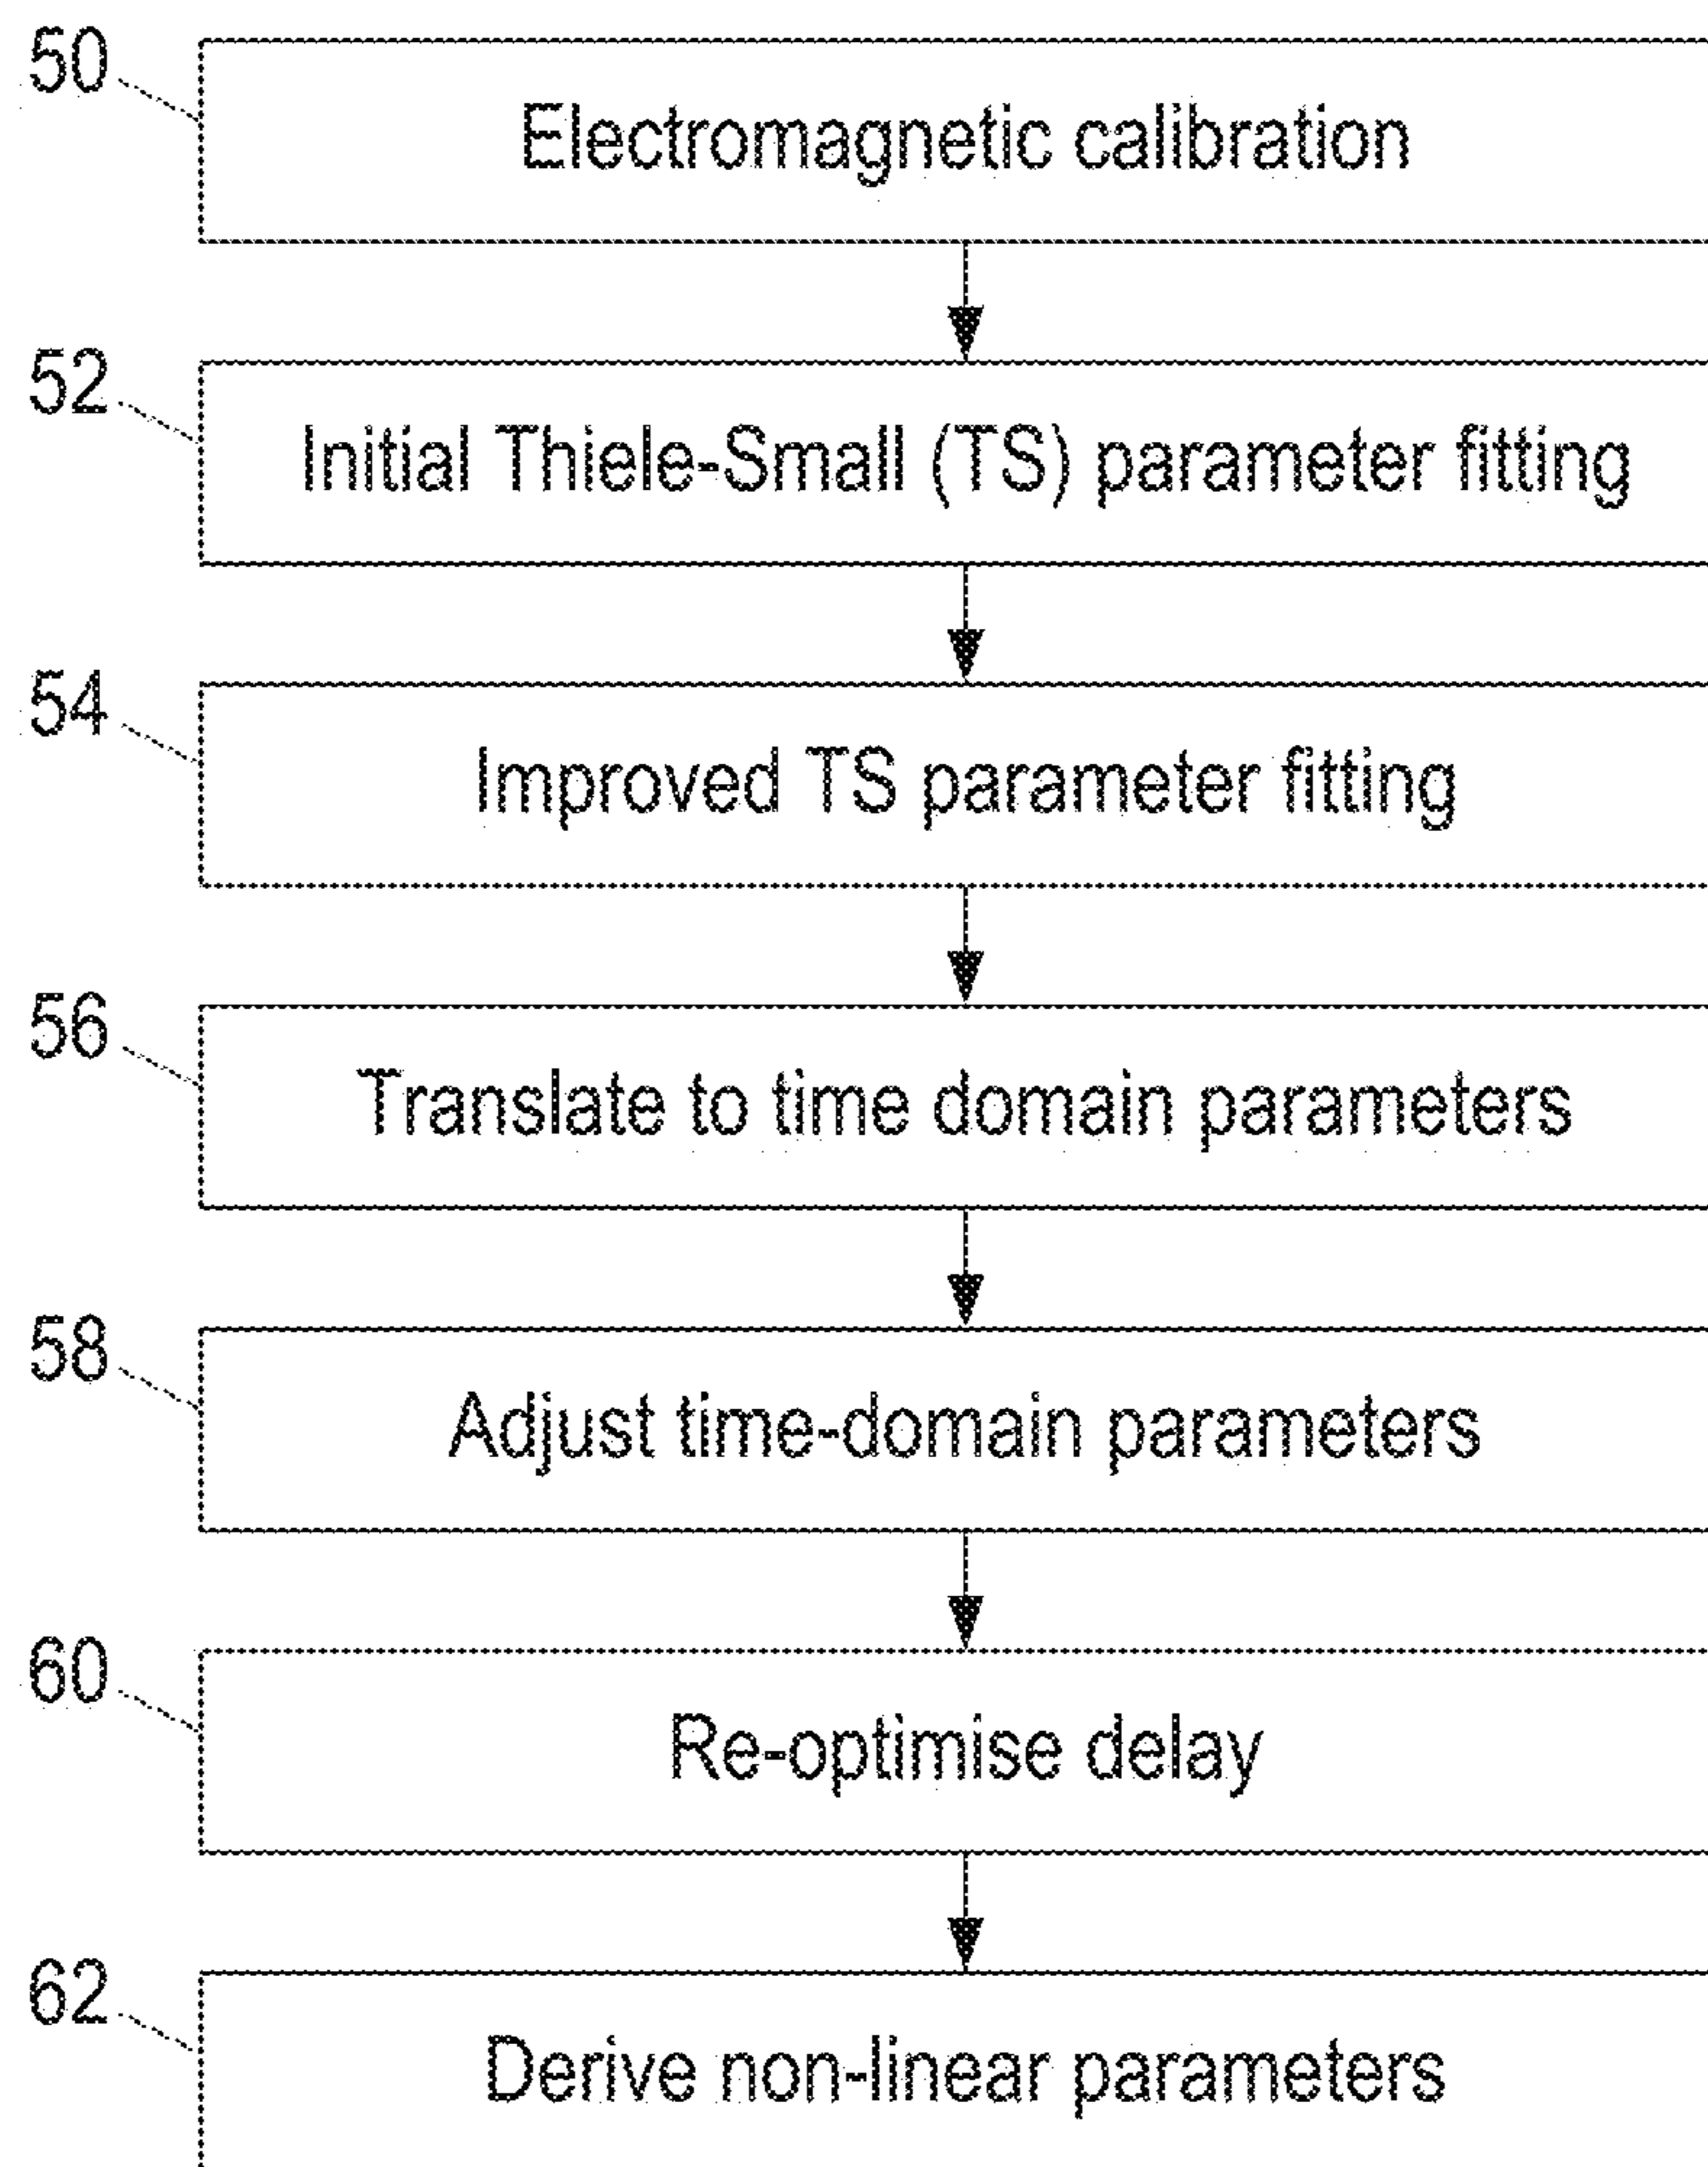 50
Electromagnetic calibration
52
Initial Thiele-Small (TS) parameter fitting
54
Improved TS parameter fitting
56
Translate to time domain parameters
58
Adjust time-domain parameters
60
Re-optimise delay
62
Derive non-linear parameters